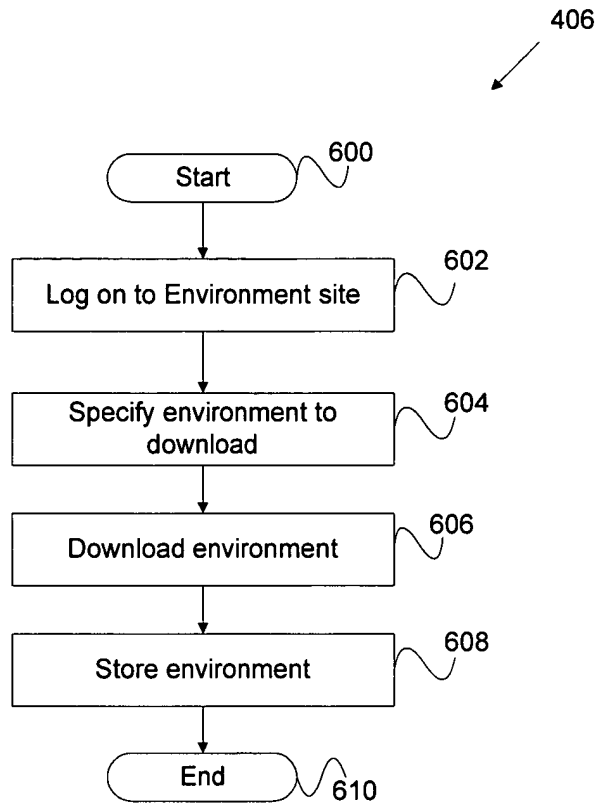 406
Start
600
Log on to Environment site
602
Specify environment to
download
604
Download environment
606
Store environment
608
End
610